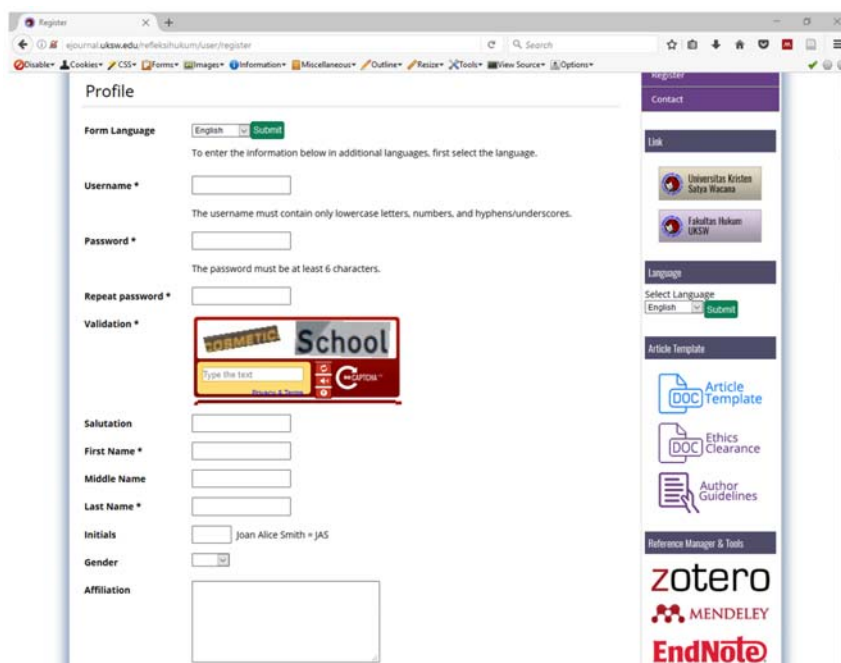 Register
ejournal.uksw.edu/refleksihukum/user/register
Search
Disable Cookies CSS Forms Images Information Miscellaneous Outline Resize Tools View Source Options
Profile
Form Language
English
Submit
To enter the information below in additional languages, first select the language.
Username *
The username must contain only lowercase letters, numbers, and hyphens/underscores.
Password *
The password must be at least 6 characters.
Repeat password *
Validation *
COSMETIC School
Type the text
Privacy & Terms
CAPTCHA
Salutation
First Name *
Middle Name
Last Name *
Initials
Joan Alice Smith = JAS
Gender
Affiliation
Register
Contact
Link
Universitas Kristen
Satya Wacana
Fakultas Hukum
UKSW
Language
Select Language
English
Submit
Article Template
DOC
Article
Template
DOC
Ethics
Clearance
Author
Guidelines
Reference Manager & Tools
zotero
MENDELEY
EndNote